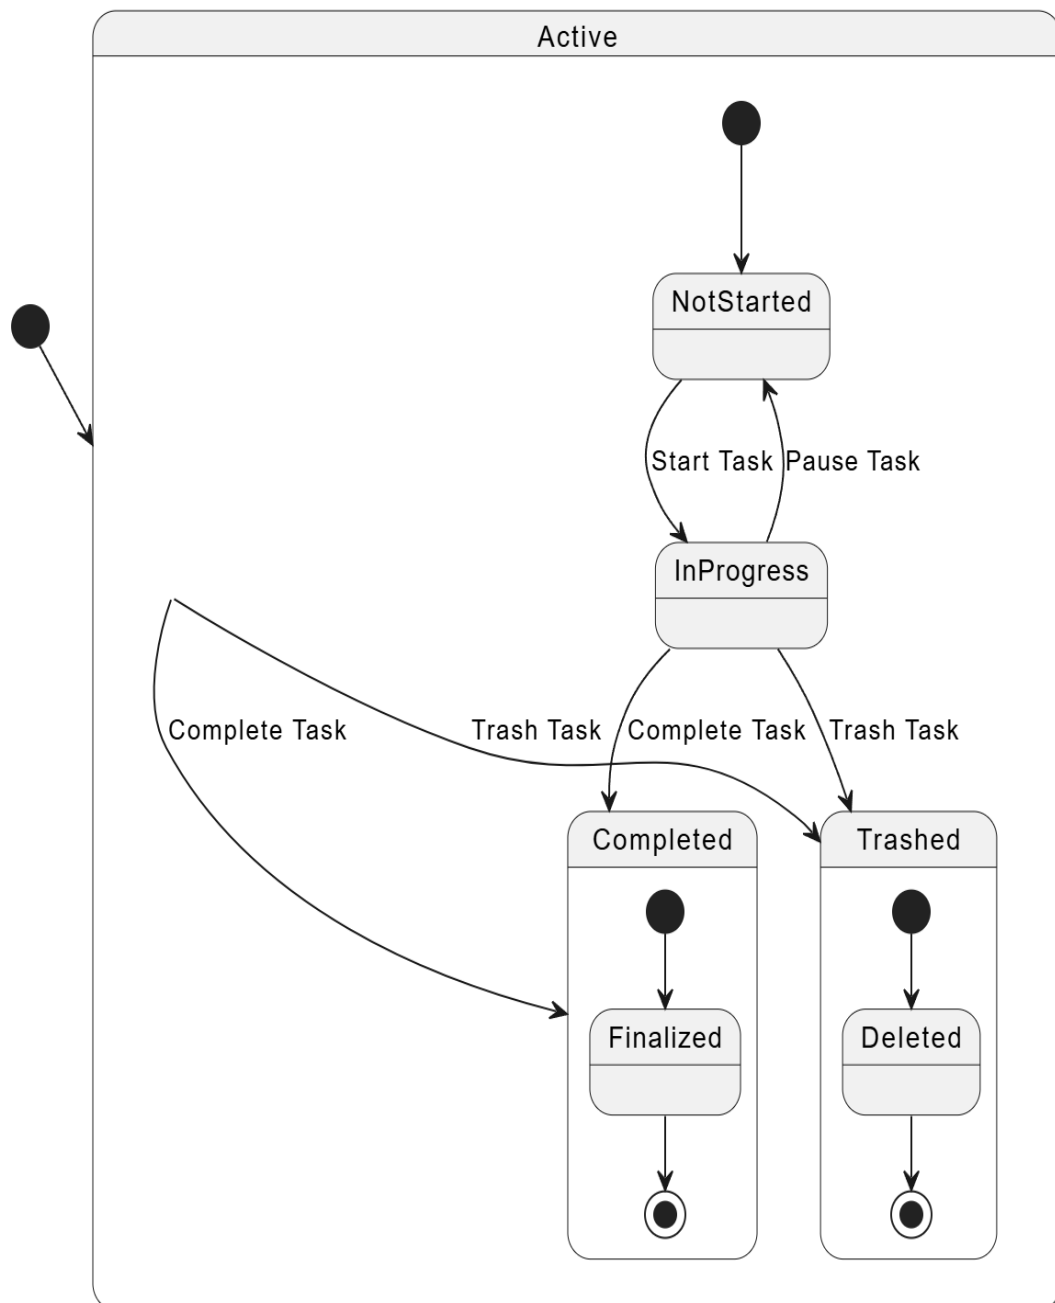 Active
NotStarted
Start Task
Pause Task
InProgress
Complete Task
Trash Task
Complete Task
Trash Task
Completed
Trashed
Finalized
Deleted